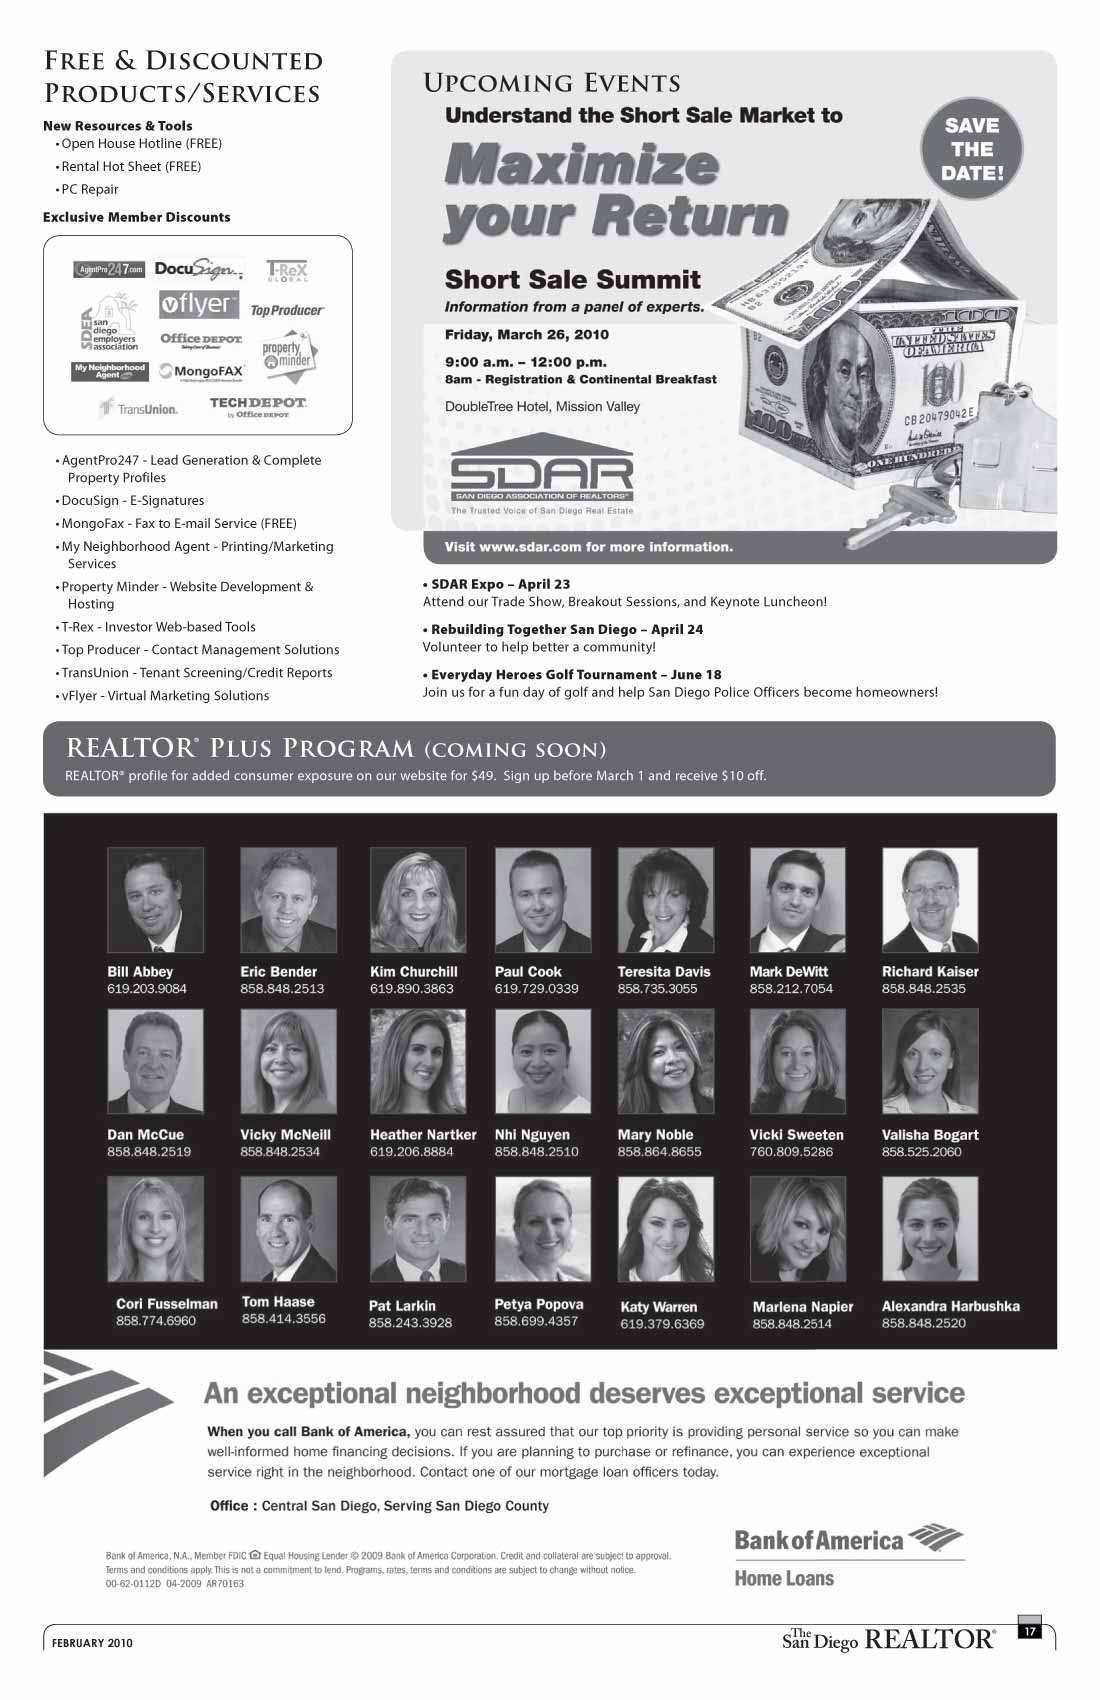 FREE & DISCOUNTED
PRODUCTS/SERVICES
New Resources & Tools
• Open House Hotline (FREE)
• Rental Hot Sheet (FREE)
• PC Repair
Exclusive Member Discounts
AgentPro247.com
DocuSign
T-REX
GLOBAL
SDEA
san
diego
employers
association
vflyer
Top Producer
Office DEPOT
Taking Care of Business
property
minder
My Neighborhood
Agent
MongoFAX
TransUnion.
TECHDEPOT
by Office DEPOT
• AgentPro247 - Lead Generation & Complete
Property Profiles
• DocuSign - E-Signatures
• MongoFax - Fax to E-mail Service (FREE)
• My Neighborhood Agent - Printing/Marketing
Services
• Property Minder - Website Development &
Hosting
• T-Rex - Investor Web-based Tools
• Top Producer - Contact Management Solutions
• TransUnion - Tenant Screening/Credit Reports
• vFlyer - Virtual Marketing Solutions
UPCOMING EVENTS
Understand the Short Sale Market to
Maximize
your Return
SAVE
THE
DATE!
Short Sale Summit
Information from a panel of experts.
Friday, March 26, 2010
9:00 a.m. – 12:00 p.m.
8am - Registration & Continental Breakfast
DoubleTree Hotel, Mission Valley
HB 63355239 F
B2
THE
UNITED STATES
OF AMERICA
100
CB 20479042 E
ONE HUNDRED
SDAR
SAN DIEGO ASSOCIATION OF REALTORS®
The Trusted Voice of San Diego Real Estate
Visit www.sdar.com for more information.
• SDAR Expo – April 23
Attend our Trade Show, Breakout Sessions, and Keynote Luncheon!
• Rebuilding Together San Diego – April 24
Volunteer to help better a community!
• Everyday Heroes Golf Tournament – June 18
Join us for a fun day of golf and help San Diego Police Officers become homeowners!
REALTOR® PLUS PROGRAM (COMING SOON)
REALTOR® profile for added consumer exposure on our website for $49. Sign up before March 1 and receive $10 off.
Bill Abbey Eric Bender Kim Churchill Paul Cook Teresita Davis Mark DeWitt Richard Kaiser
619.203.9084 858.848.2513 619.890.3863 619.729.0339 858.735.3055 858.212.7054 858.848.2535
Dan McCue Vicky McNeill Heather Nartker Nhi Nguyen Mary Noble Vicki Sweeten Valisha Bogart
858.848.2519 858.848.2534 619.206.8884 858.848.2510 858.864.8655 760.809.5286 858.525.2060
Cori Fusselman Tom Haase Pat Larkin Petya Popova Katy Warren Marlena Napier Alexandra Harbushka
858.774.6960 858.414.3556 858.243.3928 858.699.4357 619.379.6369 858.848.2514 858.848.2520
An exceptional neighborhood deserves exceptional service
When you call Bank of America, you can rest assured that our top priority is providing personal service so you can make
well-informed home financing decisions. If you are planning to purchase or refinance, you can experience exceptional
service right in the neighborhood. Contact one of our mortgage loan officers today.
Office : Central San Diego, Serving San Diego County
Bank of America, N.A., Member FDIC Equal Housing Lender © 2009 Bank of America Corporation. Credit and collateral are subject to approval.
Terms and conditions apply. This is not a commitment to lend. Programs, rates, terms and conditions are subject to change without notice.
00-62-0112D 04-2009 AR70163
Bank of America
Home Loans
FEBRUARY 2010
The San Diego REALTOR®
17